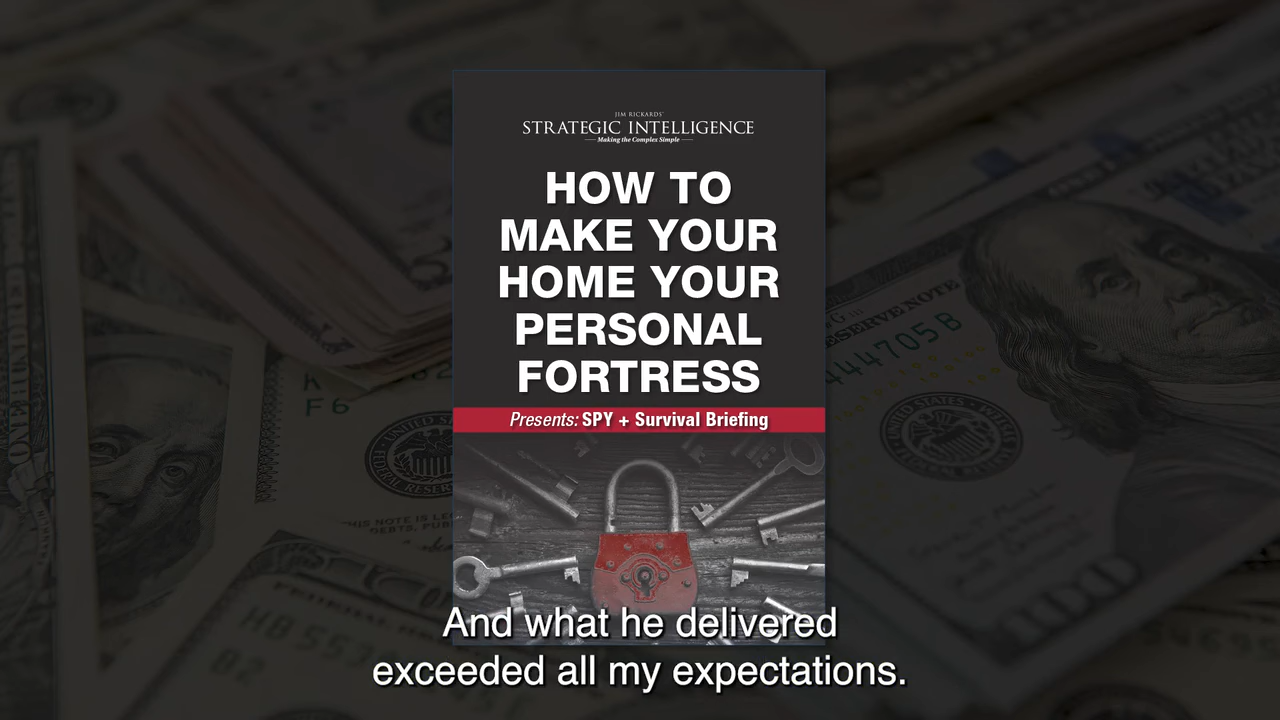 JIM RICKARDS'
STRATEGIC INTELLIGENCE
Making the Complex Simple
HOW TO
MAKE YOUR
HOME YOUR
PERSONAL
FORTRESS
Presents: SPY + Survival Briefing
And what he delivered
exceeded all my expectations.